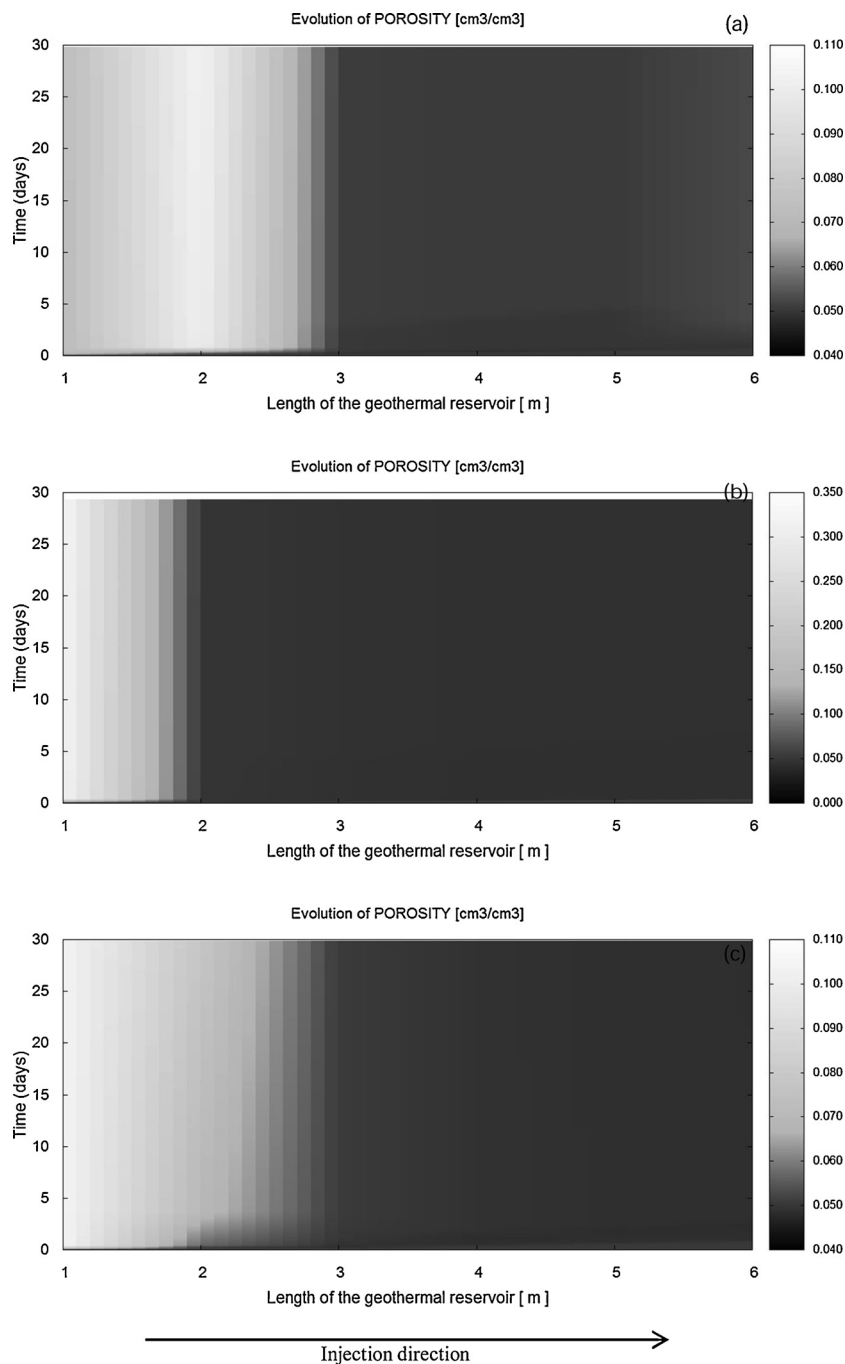 Evolution of POROSITY [cm3/cm3]
(a)
30
25
20
15
10
5
0
Time (days)
1 2 3 4 5 6
Length of the geothermal reservoir [ m ]
0.110
0.100
0.090
0.080
0.070
0.060
0.050
0.040
Evolution of POROSITY [cm3/cm3]
(b)
30
25
20
15
10
5
0
Time (days)
1 2 3 4 5 6
Length of the geothermal reservoir [ m ]
0.350
0.300
0.250
0.200
0.150
0.100
0.050
0.000
Evolution of POROSITY [cm3/cm3]
(c)
30
25
20
15
10
5
0
Time (days)
1 2 3 4 5 6
Length of the geothermal reservoir [ m ]
0.110
0.100
0.090
0.080
0.070
0.060
0.050
0.040
Injection direction